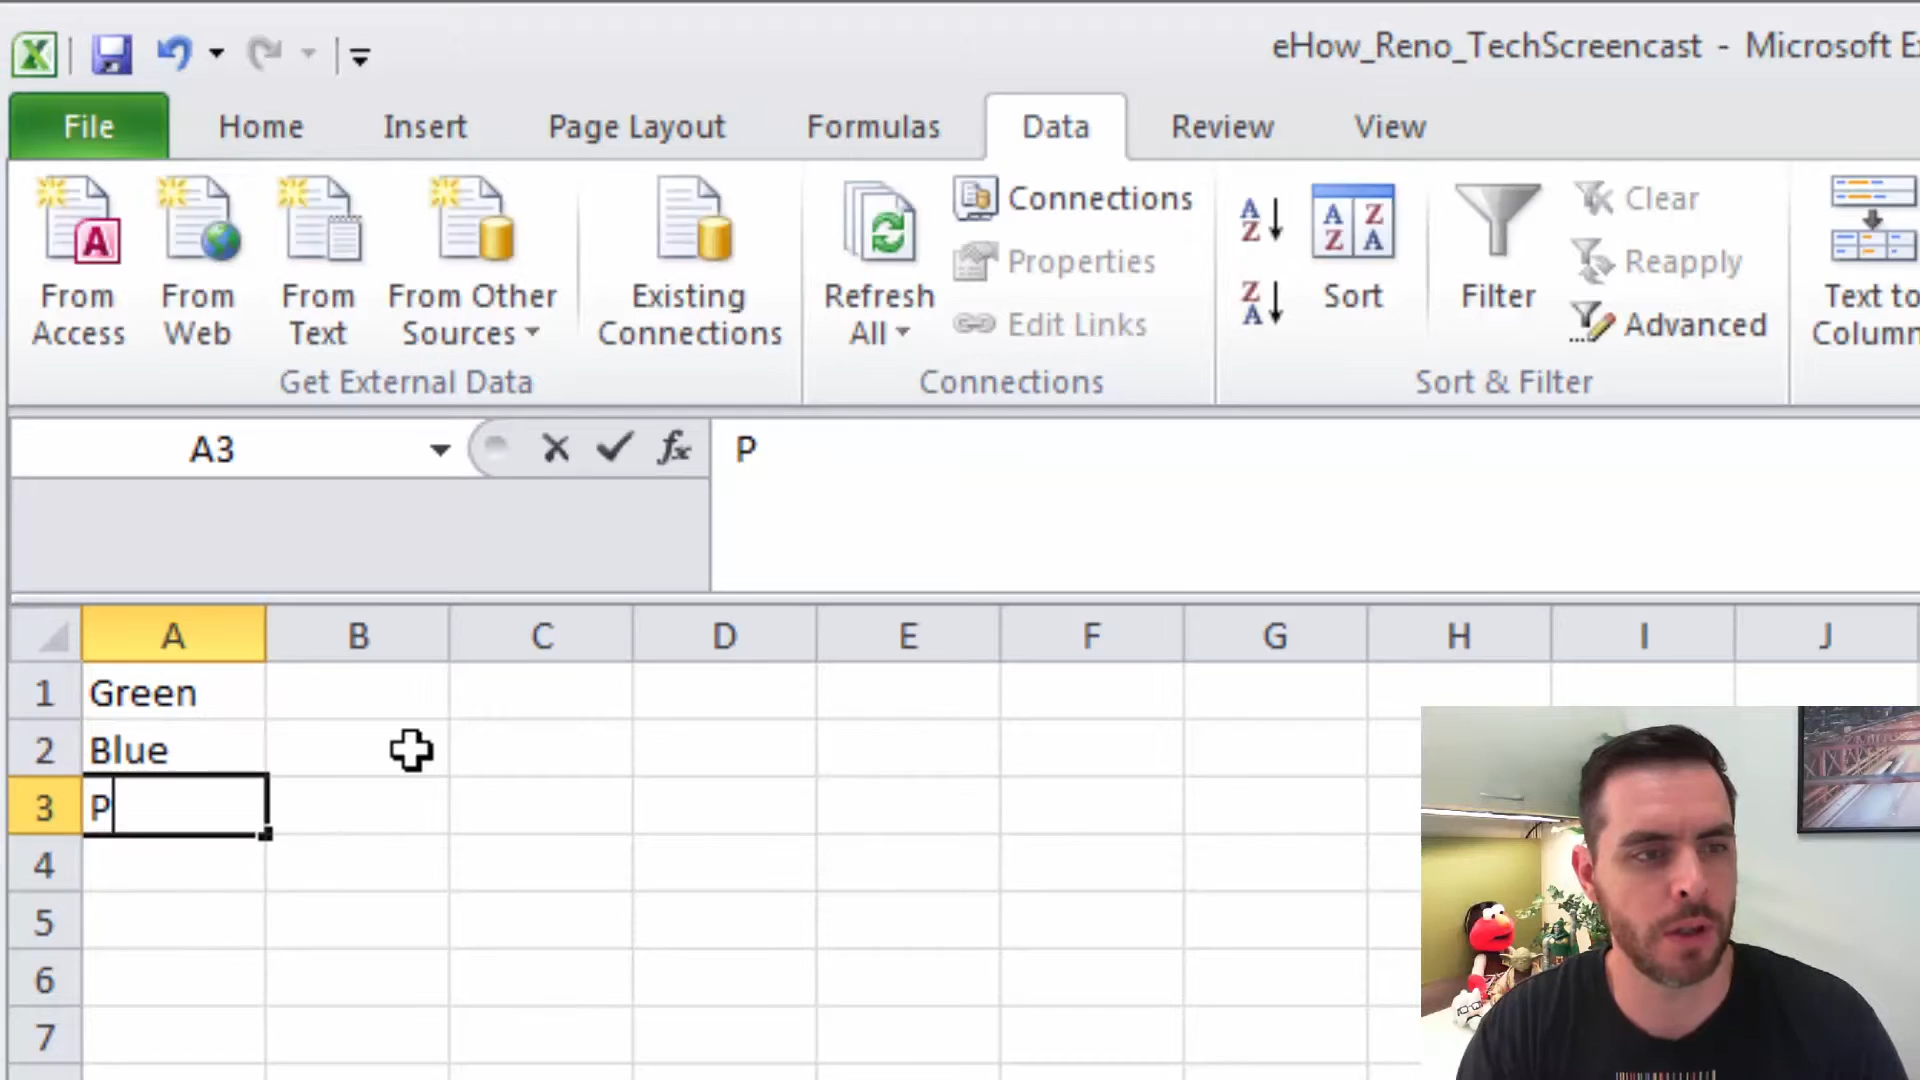 eHow_Reno_TechScreencast - Microsoft E
File Home Insert Page Layout Formulas Data Review View
From Access
From Web
From Text
From Other Sources
Existing Connections
Get External Data
Refresh All
Connections
Properties
Edit Links
Connections
Sort
Filter
Clear
Reapply
Advanced
Sort & Filter
Text to
Column
A3 fx P
A B C D E F G H I J
1 Green
2 Blue
3 P
4
5
6
7